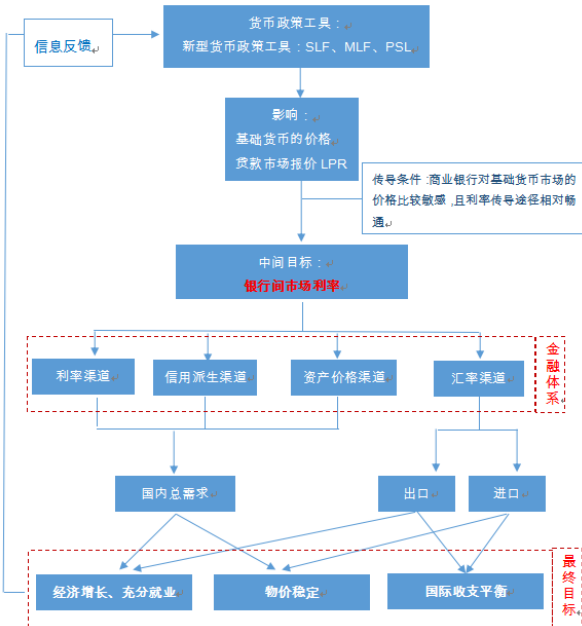 信息反馈
货币政策工具：
新型货币政策工具：SLF、MLF、PSL
影响：
基础货币的价格
贷款市场报价 LPR
传导条件:商业银行对基础货币市场的
价格比较敏感,且利率传导途径相对畅
通
中间目标：
银行间市场利率
利率渠道
信用派生渠道
资产价格渠道
汇率渠道
金融体系
国内总需求
出口
进口
经济增长、充分就业
物价稳定
国际收支平衡
最终目标